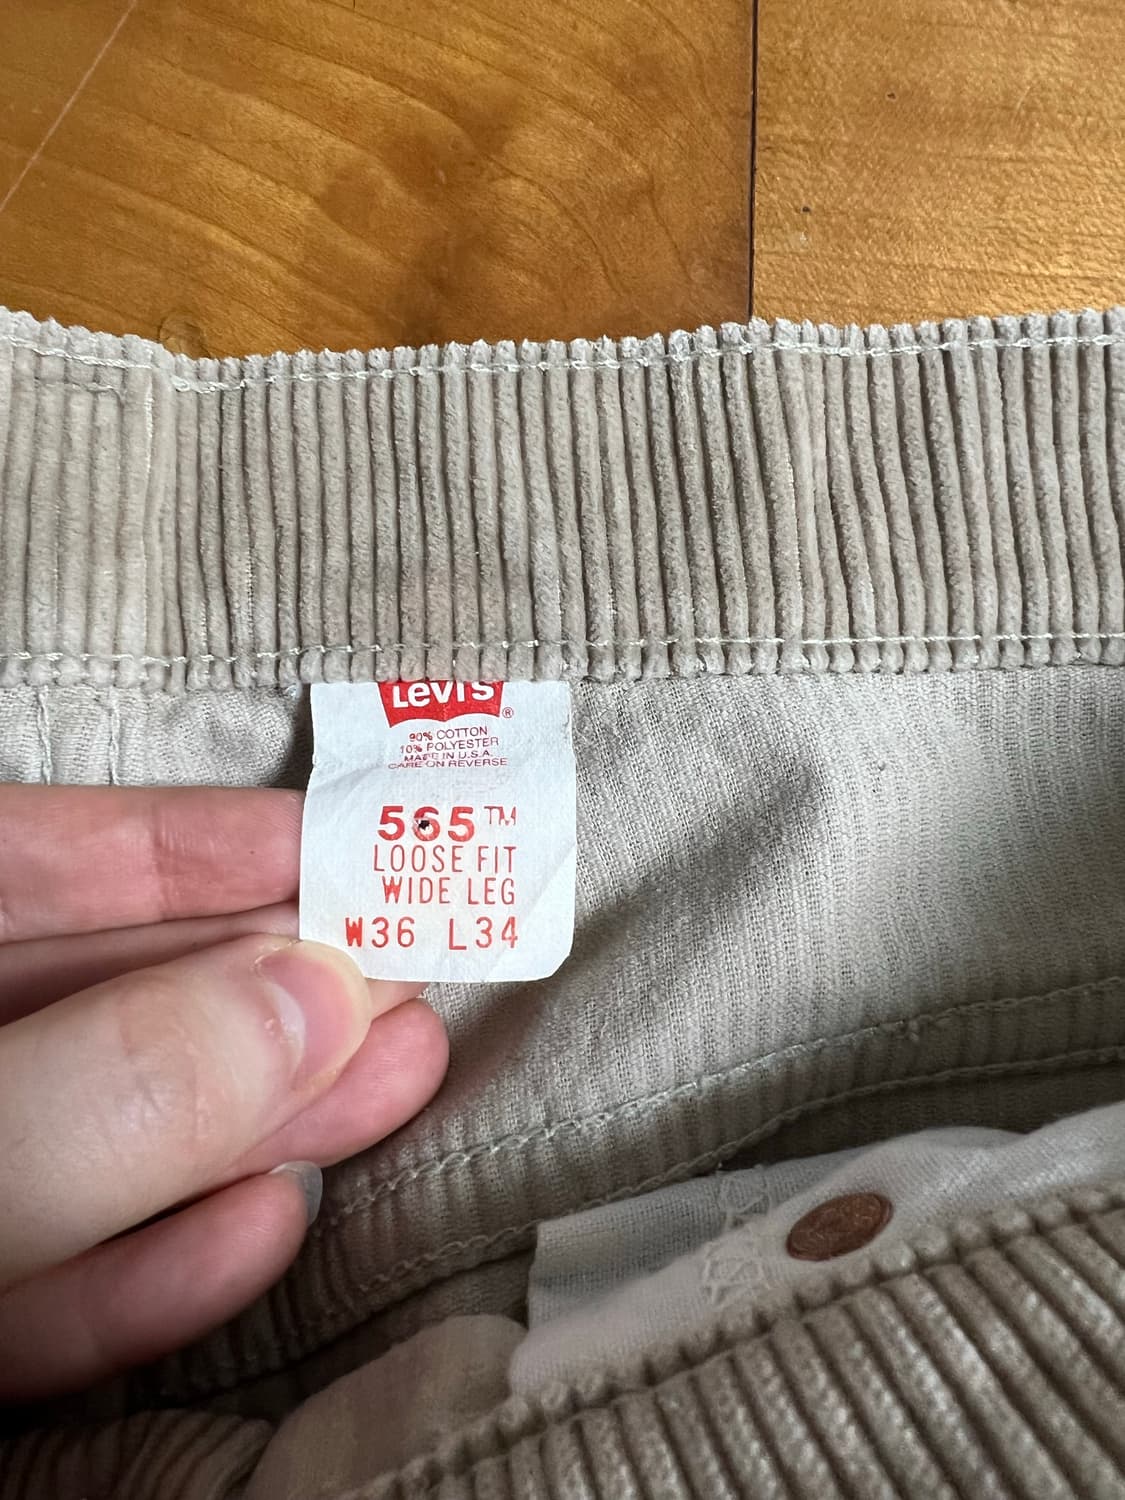 Levi's ®
90% COTTON
10% POLYESTER
MADE IN U.S.A.
CARE ON REVERSE
565™
LOOSE FIT
WIDE LEG
W36 L34